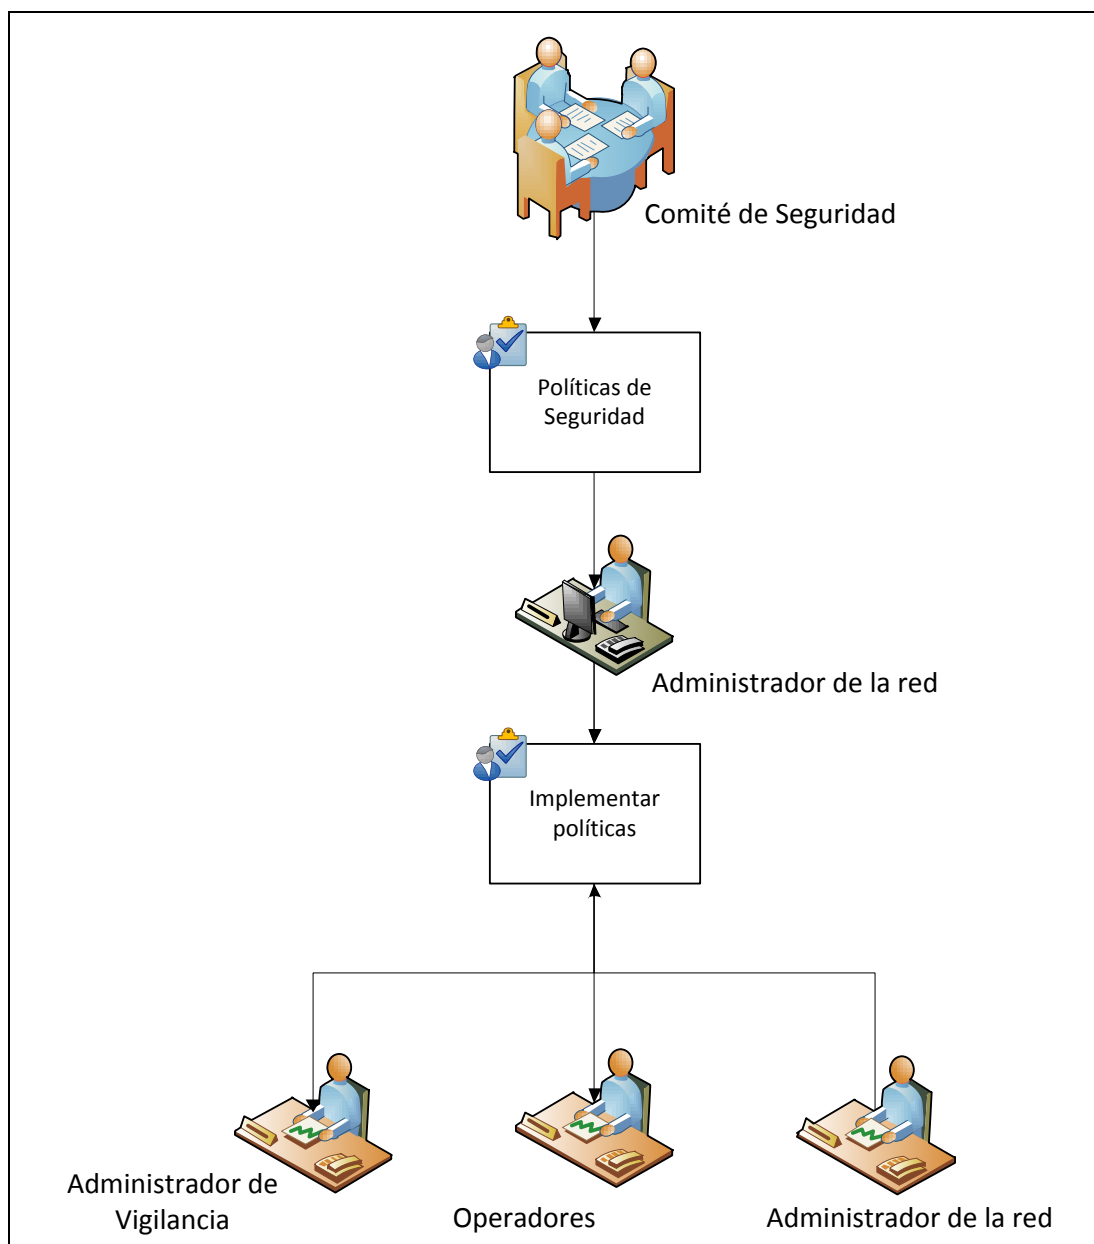 Comité de Seguridad
Políticas de
Seguridad
Administrador de la red
Implementar
políticas
Administrador de
Vigilancia
Operadores
Administrador de la red